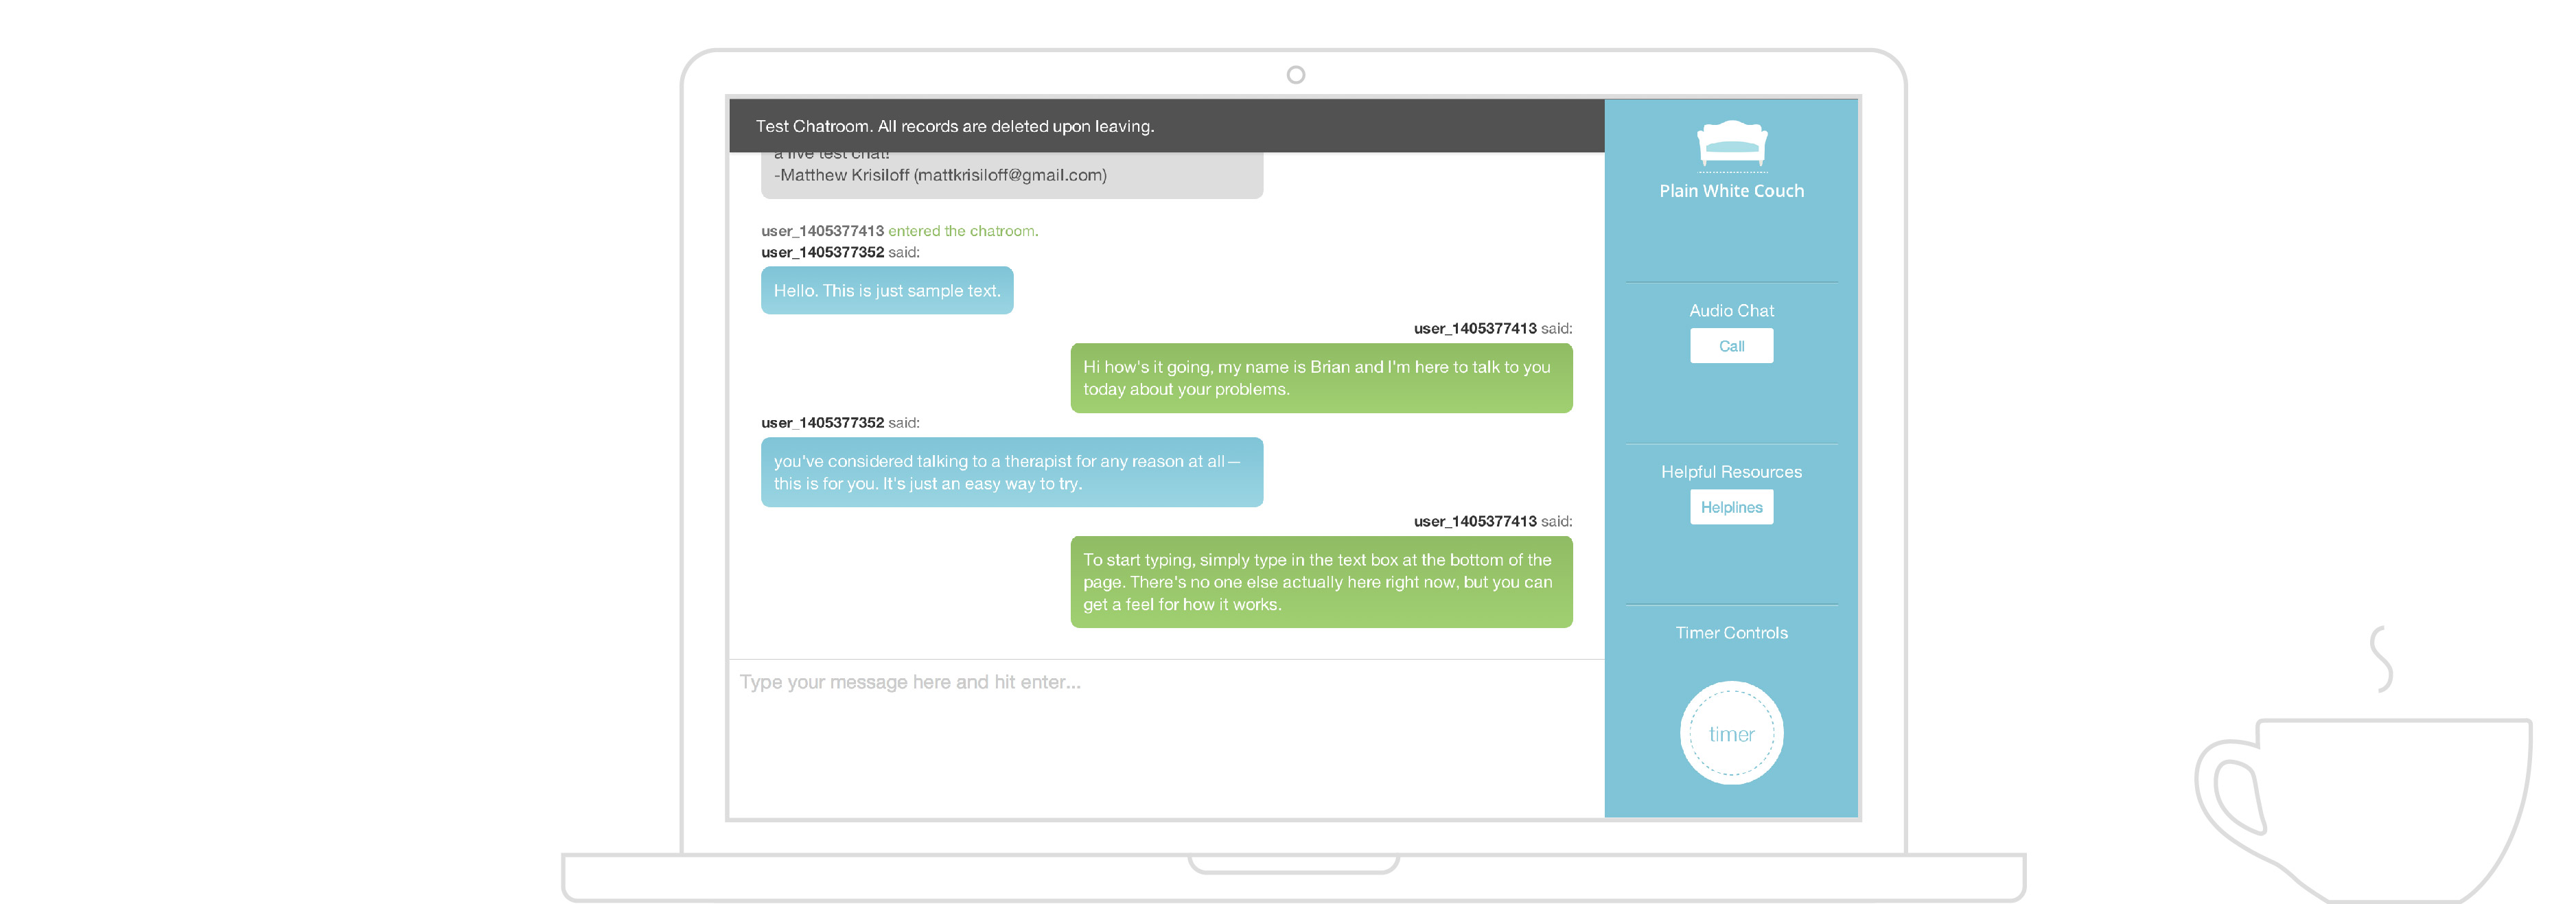 Test Chatroom. All records are deleted upon leaving.
a live test chat!
-Matthew Krisiloff (mattkrisiloff@gmail.com)
user_1405377413 entered the chatroom.
user_1405377352 said:
Hello. This is just sample text.
user_1405377413 said:
Hi how's it going, my name is Brian and I'm here to talk to you
today about your problems.
user_1405377352 said:
you've considered talking to a therapist for any reason at all—
this is for you. It's just an easy way to try.
user_1405377413 said:
To start typing, simply type in the text box at the bottom of the
page. There's no one else actually here right now, but you can
get a feel for how it works.
Type your message here and hit enter...
Plain White Couch
Audio Chat
Call
Helpful Resources
Helplines
Timer Controls
timer